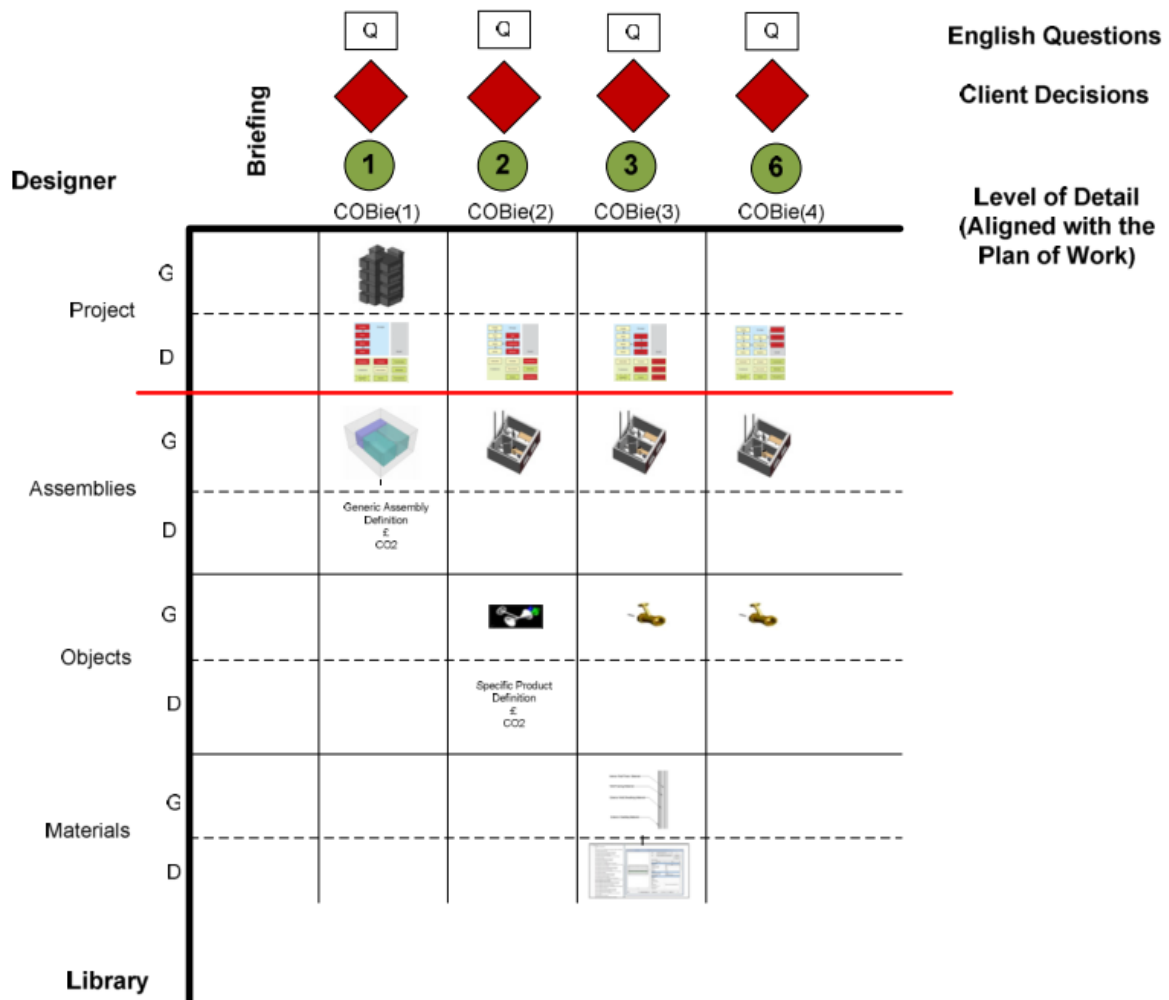 Q Q Q Q
English Questions
Client Decisions
Briefing
1 2 3 6
Designer
COBie(1) COBie(2) COBie(3) COBie(4)
Level of Detail
(Aligned with the
Plan of Work)
G
Project
D
G
Assemblies
D
Generic Assembly
Definition
£
CO2
G
Objects
D
Specific Product
Definition
£
CO2
G
Materials
D
Library